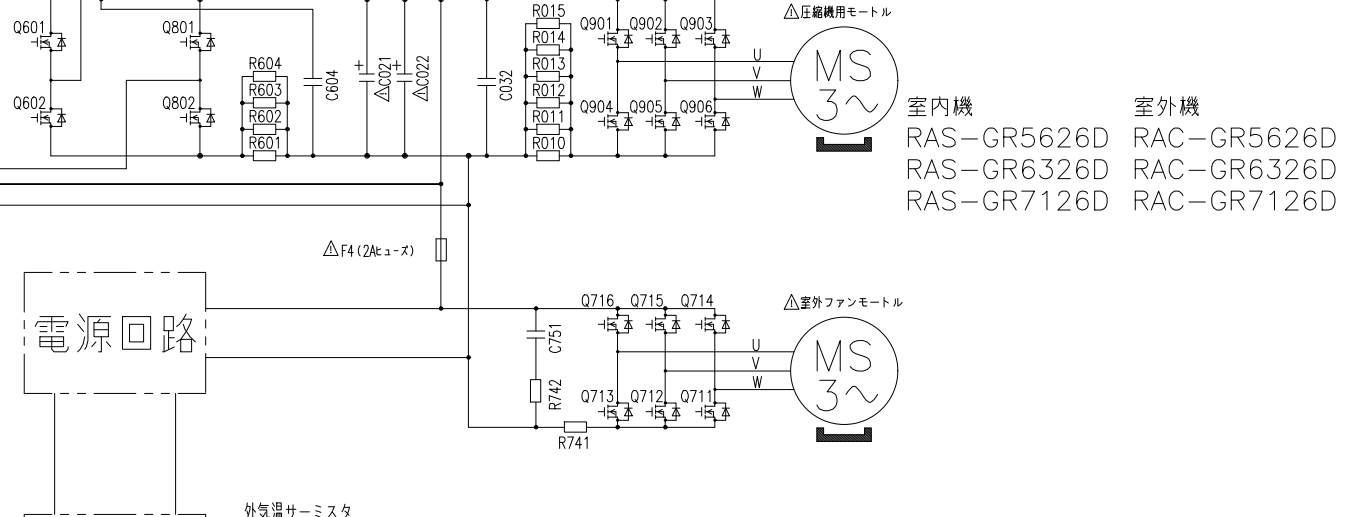 R015
⚠圧縮機用モートル
Q601
Q801
R014
Q901 Q902 Q903
R604
R013
U
MS
3～
V
W
R603
C604
+
⚠C021
+
⚠C022
C032
R012
Q602
Q802
R602
R011
Q904 Q905 Q906
R601
R010
室内機 室外機
RAS-GR5626D RAC-GR5626D
RAS-GR6326D RAC-GR6326D
RAS-GR7126D RAC-GR7126D
⚠F4(2Aヒューズ)
電源回路
Q716 Q715 Q714
⚠室外ファンモートル
C751
U
V
W
MS
3～
R742
Q713 Q712 Q711
R741
外気温サーミスタ